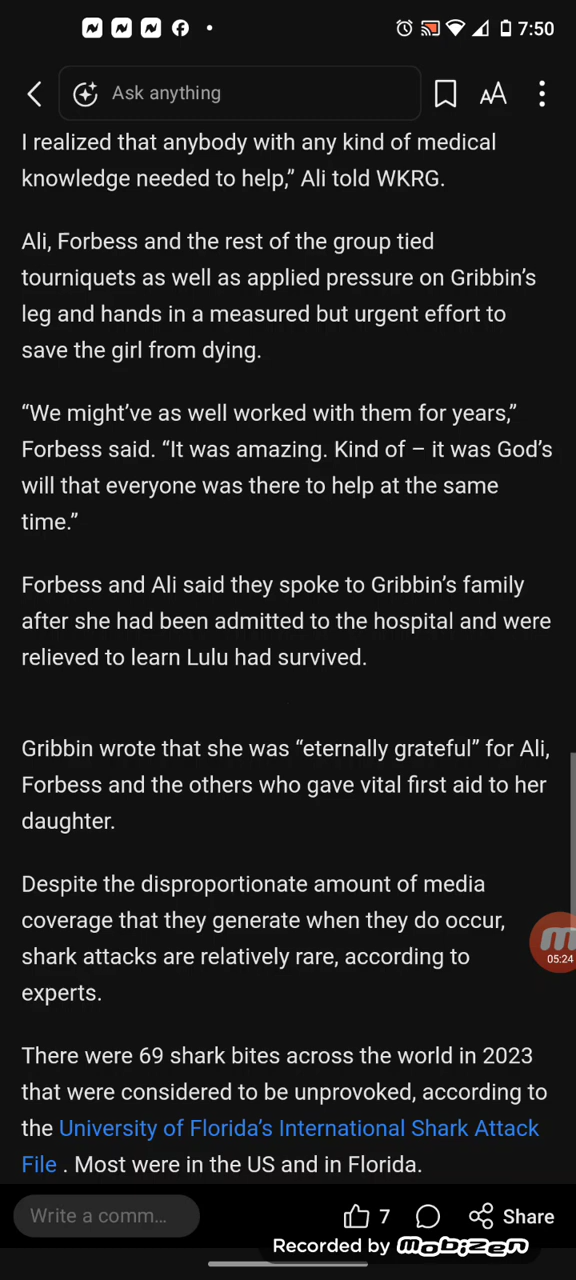 7:50
Ask anything
AA
I realized that anybody with any kind of medical
knowledge needed to help,” Ali told WKRG.
Ali, Forbess and the rest of the group tied
tourniquets as well as applied pressure on Gribbin’s
leg and hands in a measured but urgent effort to
save the girl from dying.
“We might’ve as well worked with them for years,”
Forbess said. “It was amazing. Kind of – it was God’s
will that everyone was there to help at the same
time.”
Forbess and Ali said they spoke to Gribbin’s family
after she had been admitted to the hospital and were
relieved to learn Lulu had survived.
Gribbin wrote that she was “eternally grateful” for Ali,
Forbess and the others who gave vital first aid to her
daughter.
Despite the disproportionate amount of media
coverage that they generate when they do occur,
shark attacks are relatively rare, according to
experts.
m
05:24
There were 69 shark bites across the world in 2023
that were considered to be unprovoked, according to
the University of Florida’s International Shark Attack
File . Most were in the US and in Florida.
Write a comm... 7 Share
Recorded by mobizen